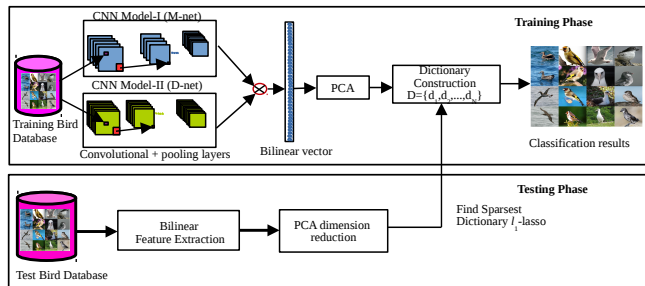 CNN Model-I (M-net)
Training Phase
CNN Model-II (D-net)
PCA
Dictionary
Construction
D={d₁,d₂,...,dₙ}
Training Bird
Database
Convolutional + pooling layers
Bilinear vector
Classification results
Testing Phase
Bilinear
Feature Extraction
PCA dimension
reduction
Find Sparsest
Dictionary l₁-lasso
Test Bird Database